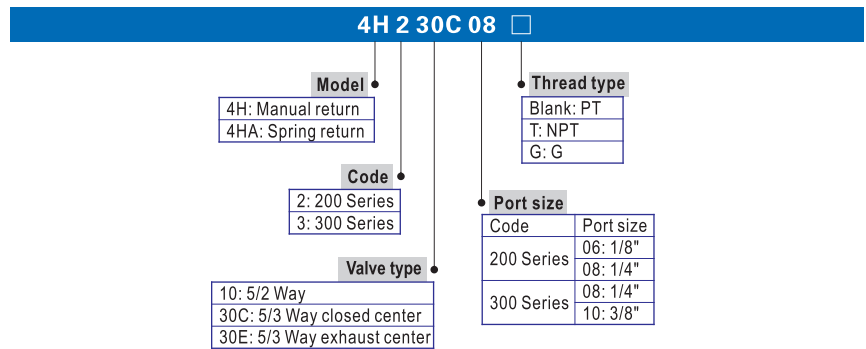 4H 2 30C 08 □
Model
4H: Manual return
4HA: Spring return
Code
2: 200 Series
3: 300 Series
Valve type
10: 5/2 Way
30C: 5/3 Way closed center
30E: 5/3 Way exhaust center
Thread type
Blank: PT
T: NPT
G: G
Port size
Code Port size
200 Series 06: 1/8"
08: 1/4"
300 Series 08: 1/4"
10: 3/8"